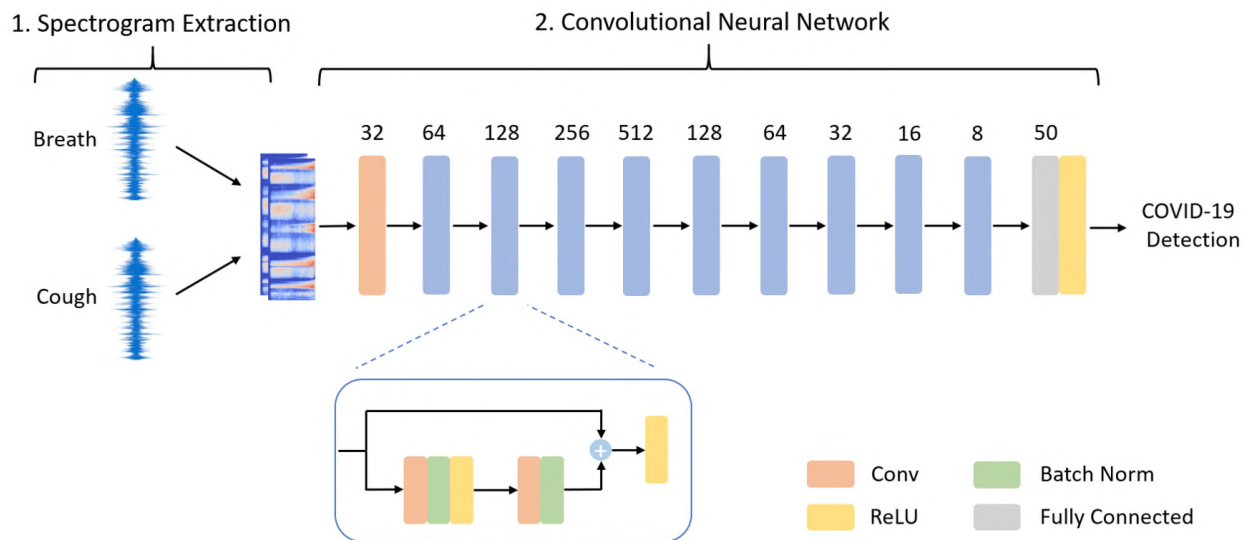 1. Spectrogram Extraction
2. Convolutional Neural Network
Breath
Cough
32 64 128 256 512 128 64 32 16 8 50
COVID-19
Detection
+
Conv
Batch Norm
ReLU
Fully Connected